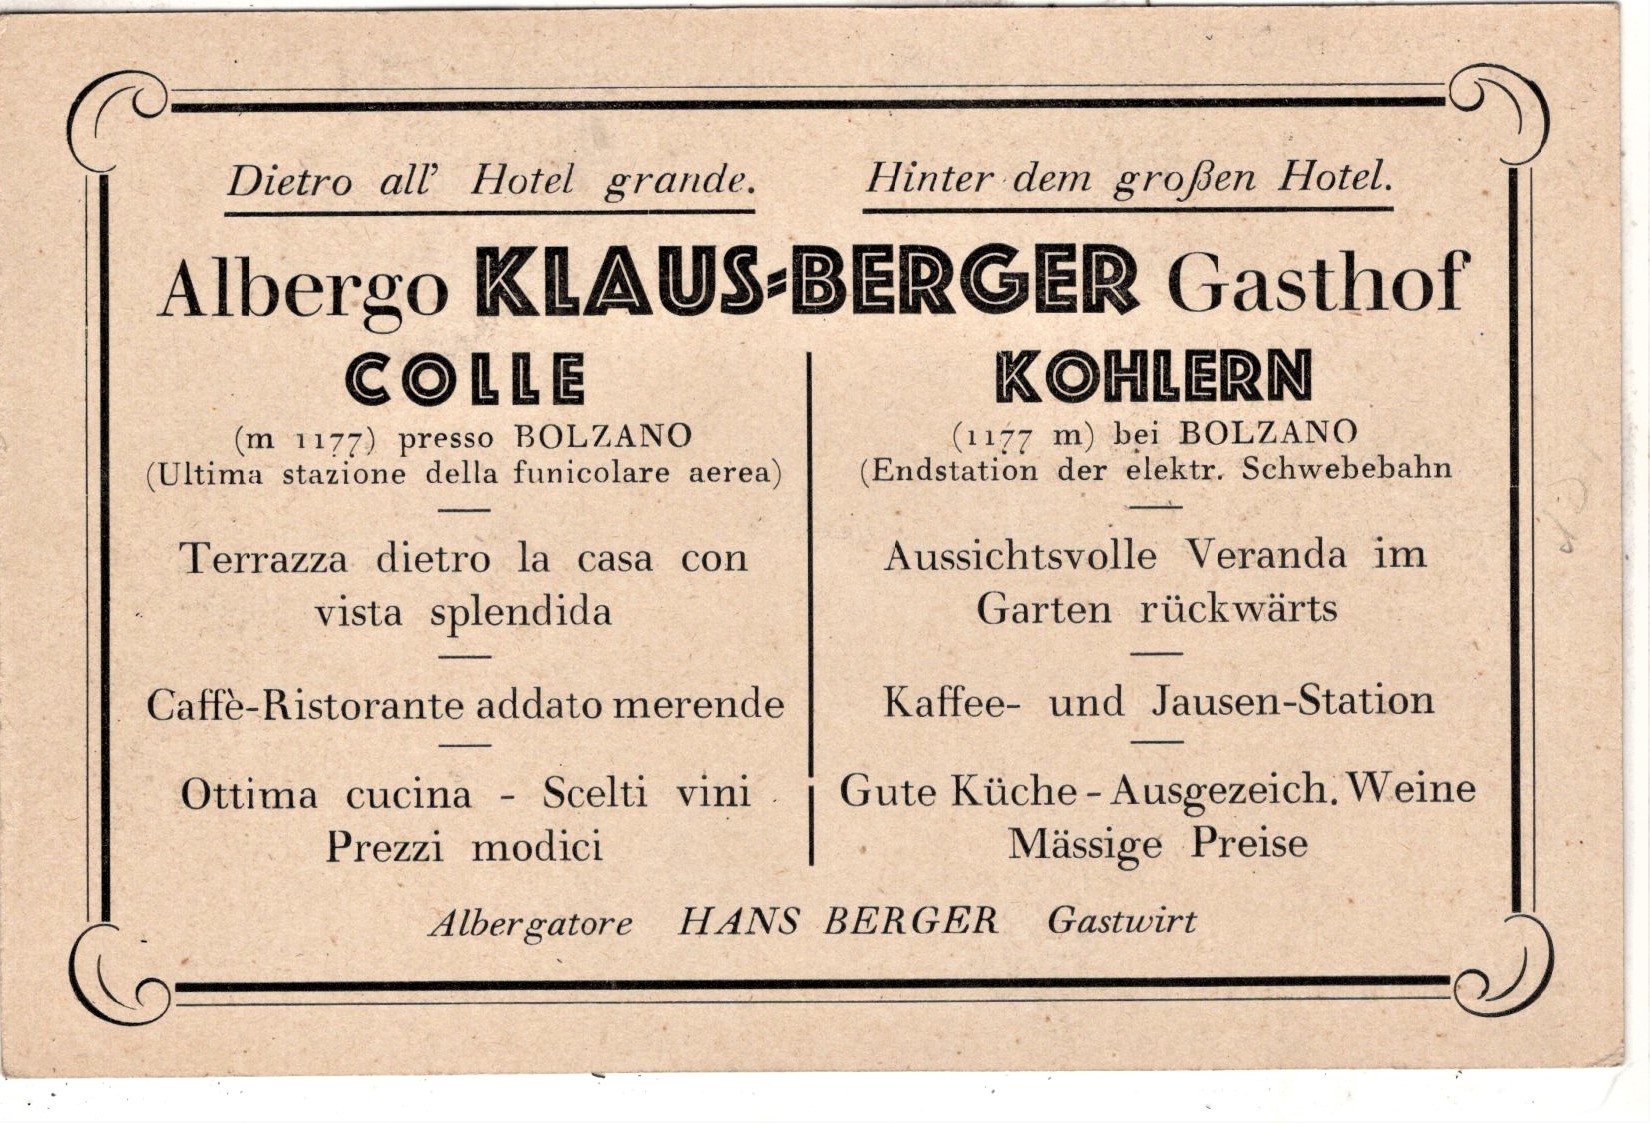 Dietro all' Hotel grande.
Hinter dem großen Hotel.
Albergo KLAUS=BERGER Gasthof
COLLE
(m 1177) presso BOLZANO
(Ultima stazione della funicolare aerea)
Terrazza dietro la casa con
vista splendida
Caffè-Ristorante addato merende
Ottima cucina - Scelti vini
Prezzi modici
KOHLERN
(1177 m) bei BOLZANO
(Endstation der elektr. Schwebebahn
Aussichtsvolle Veranda im
Garten rückwärts
Kaffee- und Jausen-Station
Gute Küche - Ausgezeich. Weine
Mässige Preise
Albergatore HANS BERGER Gastwirt